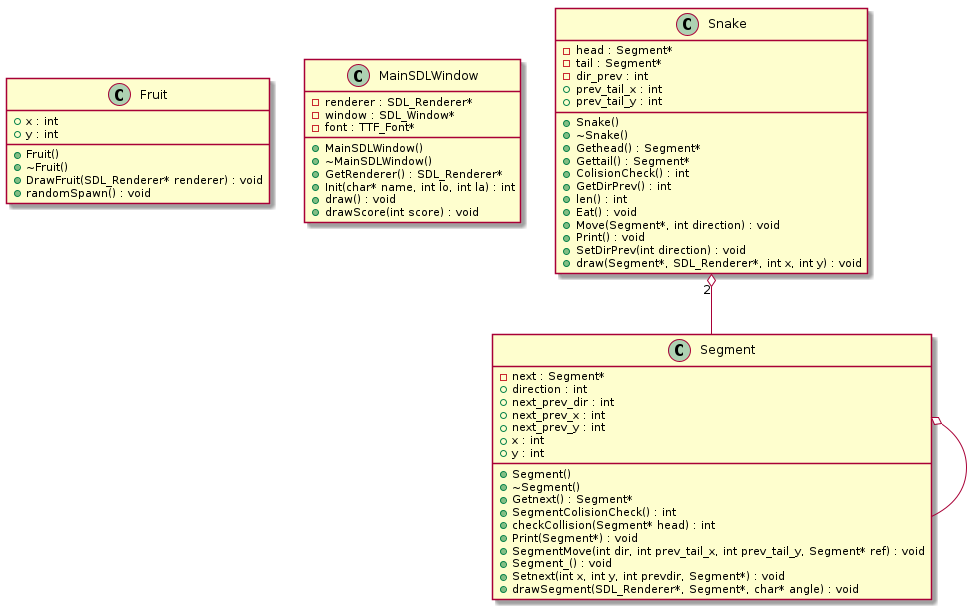 C Fruit
x : int
y : int
Fruit()
~Fruit()
DrawFruit(SDL_Renderer* renderer) : void
randomSpawn() : void
C MainSDLWindow
renderer : SDL_Renderer*
window : SDL_Window*
font : TTF_Font*
MainSDLWindow()
~MainSDLWindow()
GetRenderer() : SDL_Renderer*
Init(char* name, int lo, int la) : int
draw() : void
drawScore(int score) : void
C Snake
head : Segment*
tail : Segment*
dir_prev : int
prev_tail_x : int
prev_tail_y : int
Snake()
~Snake()
Gethead() : Segment*
Gettail() : Segment*
ColisionCheck() : int
GetDirPrev() : int
len() : int
Eat() : void
Move(Segment*, int direction) : void
Print() : void
SetDirPrev(int direction) : void
draw(Segment*, SDL_Renderer*, int x, int y) : void
2
C Segment
next : Segment*
direction : int
next_prev_dir : int
next_prev_x : int
next_prev_y : int
x : int
y : int
Segment()
~Segment()
Getnext() : Segment*
SegmentColisionCheck() : int
checkCollision(Segment* head) : int
Print(Segment*) : void
SegmentMove(int dir, int prev_tail_x, int prev_tail_y, Segment* ref) : void
Segment_() : void
Setnext(int x, int y, int prevdir, Segment*) : void
drawSegment(SDL_Renderer*, Segment*, char* angle) : void